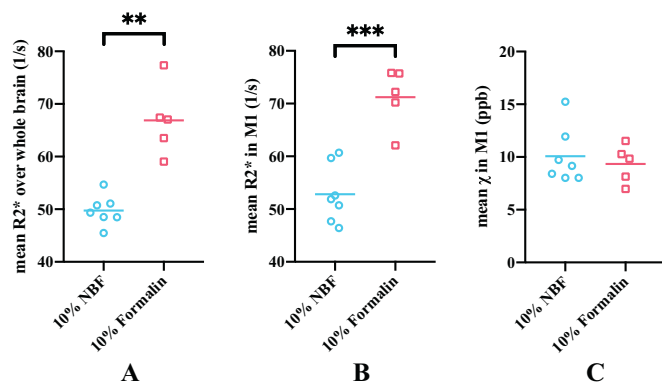 **
mean R2* over whole brain (1/s)
80
70
60
50
40
10% NBF
10% Formalin
A
***
mean R2* in M1 (1/s)
80
70
60
50
40
10% NBF
10% Formalin
B
mean χ in M1 (ppb)
20
15
10
5
0
10% NBF
10% Formalin
C